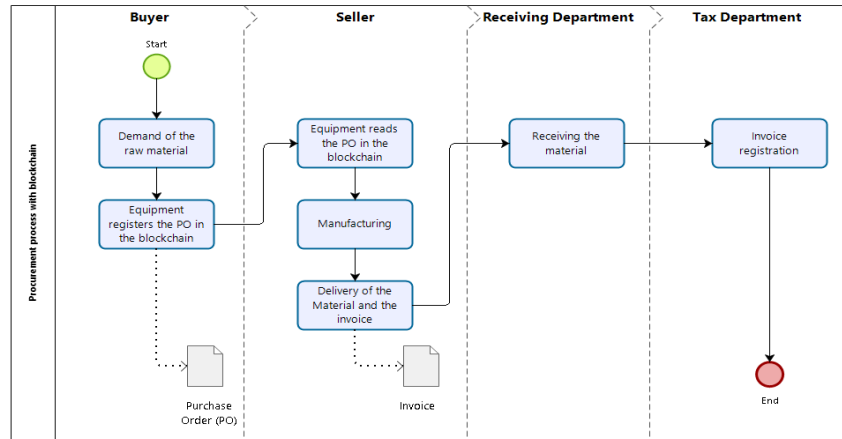 Procurement process with blockchain
Buyer
Seller
Receiving Department
Tax Department
Start
Demand of the
raw material
Equipment
registers the PO in
the blockchain
Purchase
Order (PO)
Equipment reads
the PO in the
blockchain
Manufacturing
Delivery of the
Material and the
invoice
Invoice
Receiving the
material
Invoice
registration
End